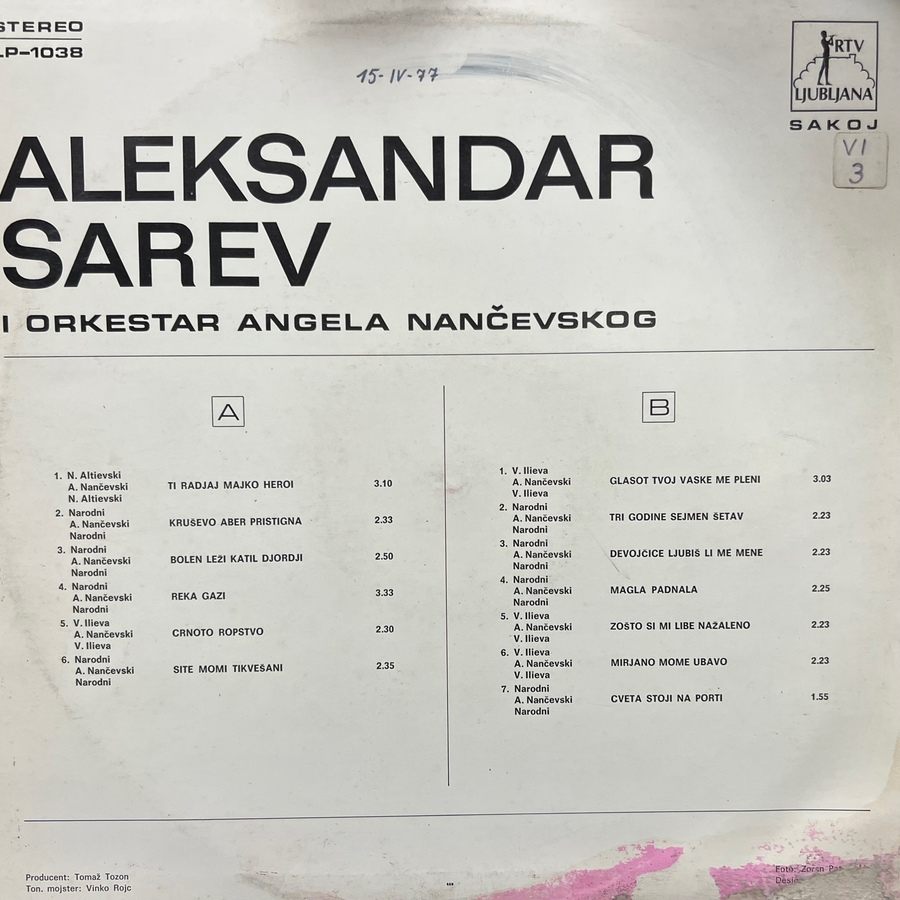 STEREO
LP-1038
15-IV-77
RTV
LJUBLJANA
SAKOJ
VI
3
ALEKSANDAR
SAREV
I ORKESTAR ANGELA NANČEVSKOG
A
1. N. Altievski
A. Nančevski TI RADJAJ MAJKO HEROI 3.10
N. Altievski
2. Narodni
A. Nančevski KRUŠEVO ABER PRISTIGNA 2.33
Narodni
3. Narodni
A. Nančevski BOLEN LEŽI KATIL DJORDJI 2.50
Narodni
4. Narodni
A. Nančevski REKA GAZI 3.33
Narodni
5. V. Ilieva
A. Nančevski CRNOTO ROPSTVO 2.30
V. Ilieva
6. Narodni
A. Nančevski SITE MOMI TIKVEŠANI 2.35
Narodni
B
1. V. Ilieva
A. Nančevski GLASOT TVOJ VASKE ME PLENI 3.03
V. Ilieva
2. Narodni
A. Nančevski TRI GODINE SEJMEN ŠETAV 2.23
Narodni
3. Narodni
A. Nančevski DEVOJČICE LJUBIŠ LI ME MENE 2.23
Narodni
4. Narodni
A. Nančevski MAGLA PADNALA 2.25
Narodni
5. V. Ilieva
A. Nančevski ZOŠTO SI MI LIBE NAŽALENO 2.23
V. Ilieva
6. V. Ilieva
A. Nančevski MIRJANO MOME UBAVO 2.23
V. Ilieva
7. Narodni
A. Nančevski CVETA STOJI NA PORTI 1.55
Narodni
Producent: Tomaž Tozon
Ton. mojster: Vinko Rojc
Foto: Zoran